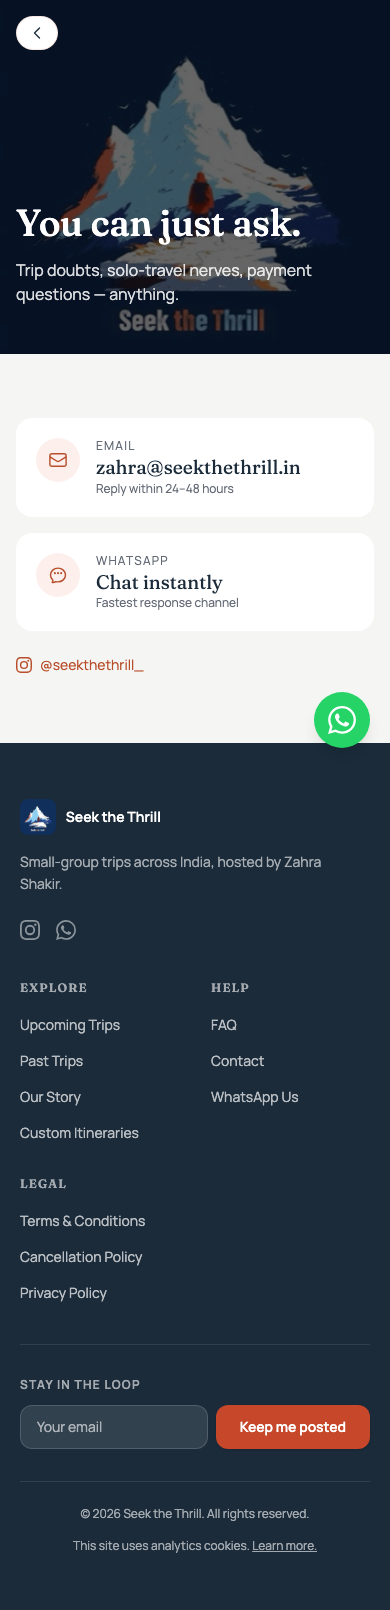 You can just ask.
Trip doubts, solo-travel nerves, payment
questions — anything.
Seek the Thrill
EMAIL
zahra@seekthethrill.in
Reply within 24–48 hours
WHATSAPP
Chat instantly
Fastest response channel
@seekthethrill_
Seek the Thrill
Small-group trips across India, hosted by Zahra
Shakir.
EXPLORE
Upcoming Trips
Past Trips
Our Story
Custom Itineraries
HELP
FAQ
Contact
WhatsApp Us
LEGAL
Terms & Conditions
Cancellation Policy
Privacy Policy
STAY IN THE LOOP
Your email
Keep me posted
© 2026 Seek the Thrill. All rights reserved.
This site uses analytics cookies. Learn more.